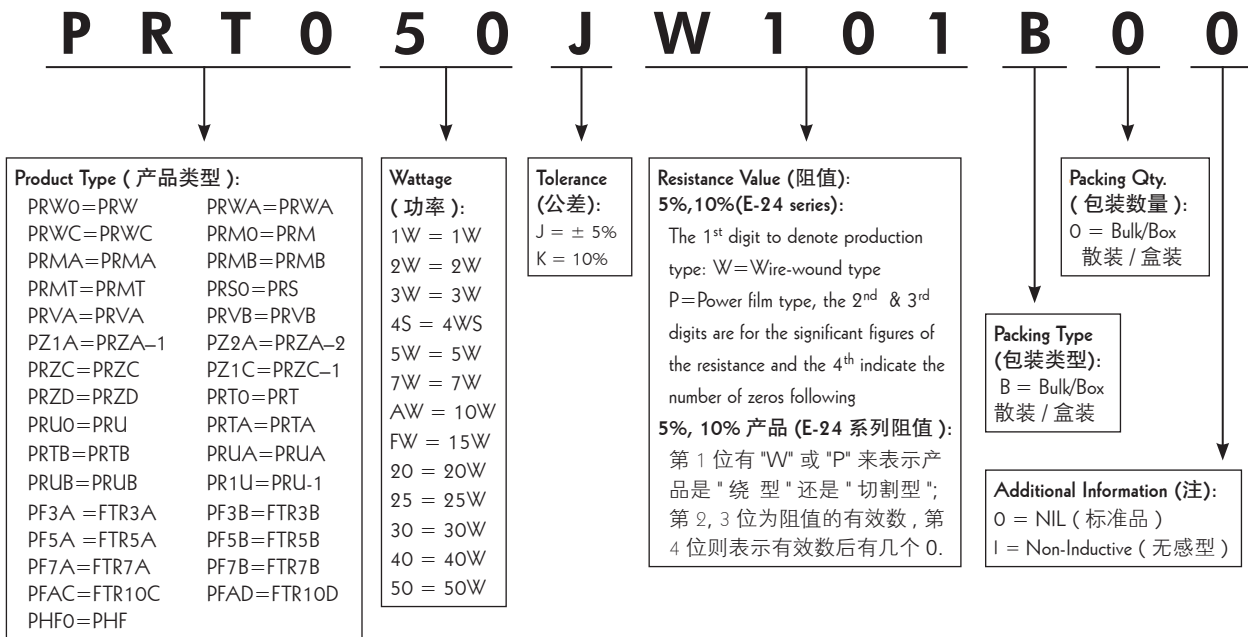 P R T 0 5 0 J W 1 0 1 B 0 0
Product Type ( 产品类型 ):
PRW0=PRW PRWA=PRWA
PRWC=PRWC PRM0=PRM
PRMA=PRMA PRMB=PRMB
PRMT=PRMT PRS0=PRS
PRVA=PRVA PRVB=PRVB
PZ1A=PRZA-1 PZ2A=PRZA-2
PRZC=PRZC PZ1C=PRZC-1
PRZD=PRZD PRT0=PRT
PRU0=PRU PRTA=PRTA
PRTB=PRTB PRUA=PRUA
PRUB=PRUB PR1U=PRU-1
PF3A =FTR3A PF3B=FTR3B
PF5A =FTR5A PF5B=FTR5B
PF7A=FTR7A PF7B=FTR7B
PFAC=FTR10C PFAD=FTR10D
PHF0=PHF
Wattage
( 功率 ):
1W = 1W
2W = 2W
3W = 3W
4S = 4WS
5W = 5W
7W = 7W
AW = 10W
FW = 15W
20 = 20W
25 = 25W
30 = 30W
40 = 40W
50 = 50W
Tolerance
(公差):
J = ± 5%
K = 10%
Resistance Value (阻值):
5%,10%(E-24 series):
The 1st digit to denote production
type: W=Wire-wound type
P=Power film type, the 2nd & 3rd
digits are for the significant figures of
the resistance and the 4th indicate the
number of zeros following
5%, 10% 产品 (E-24 系列阻值 ):
第 1 位有 "W" 或 "P" 来表示产
品是 " 绕 型 " 还是 " 切割型 ";
第 2, 3 位为阻值的有效数 , 第
4 位则表示有效数后有几个 0.
Packing Qty.
( 包装数量 ):
0 = Bulk/Box
散装 / 盒装
Packing Type
(包装类型):
B = Bulk/Box
散装 / 盒装
Additional Information (注):
0 = NIL ( 标准品 )
I = Non-Inductive ( 无感型 )